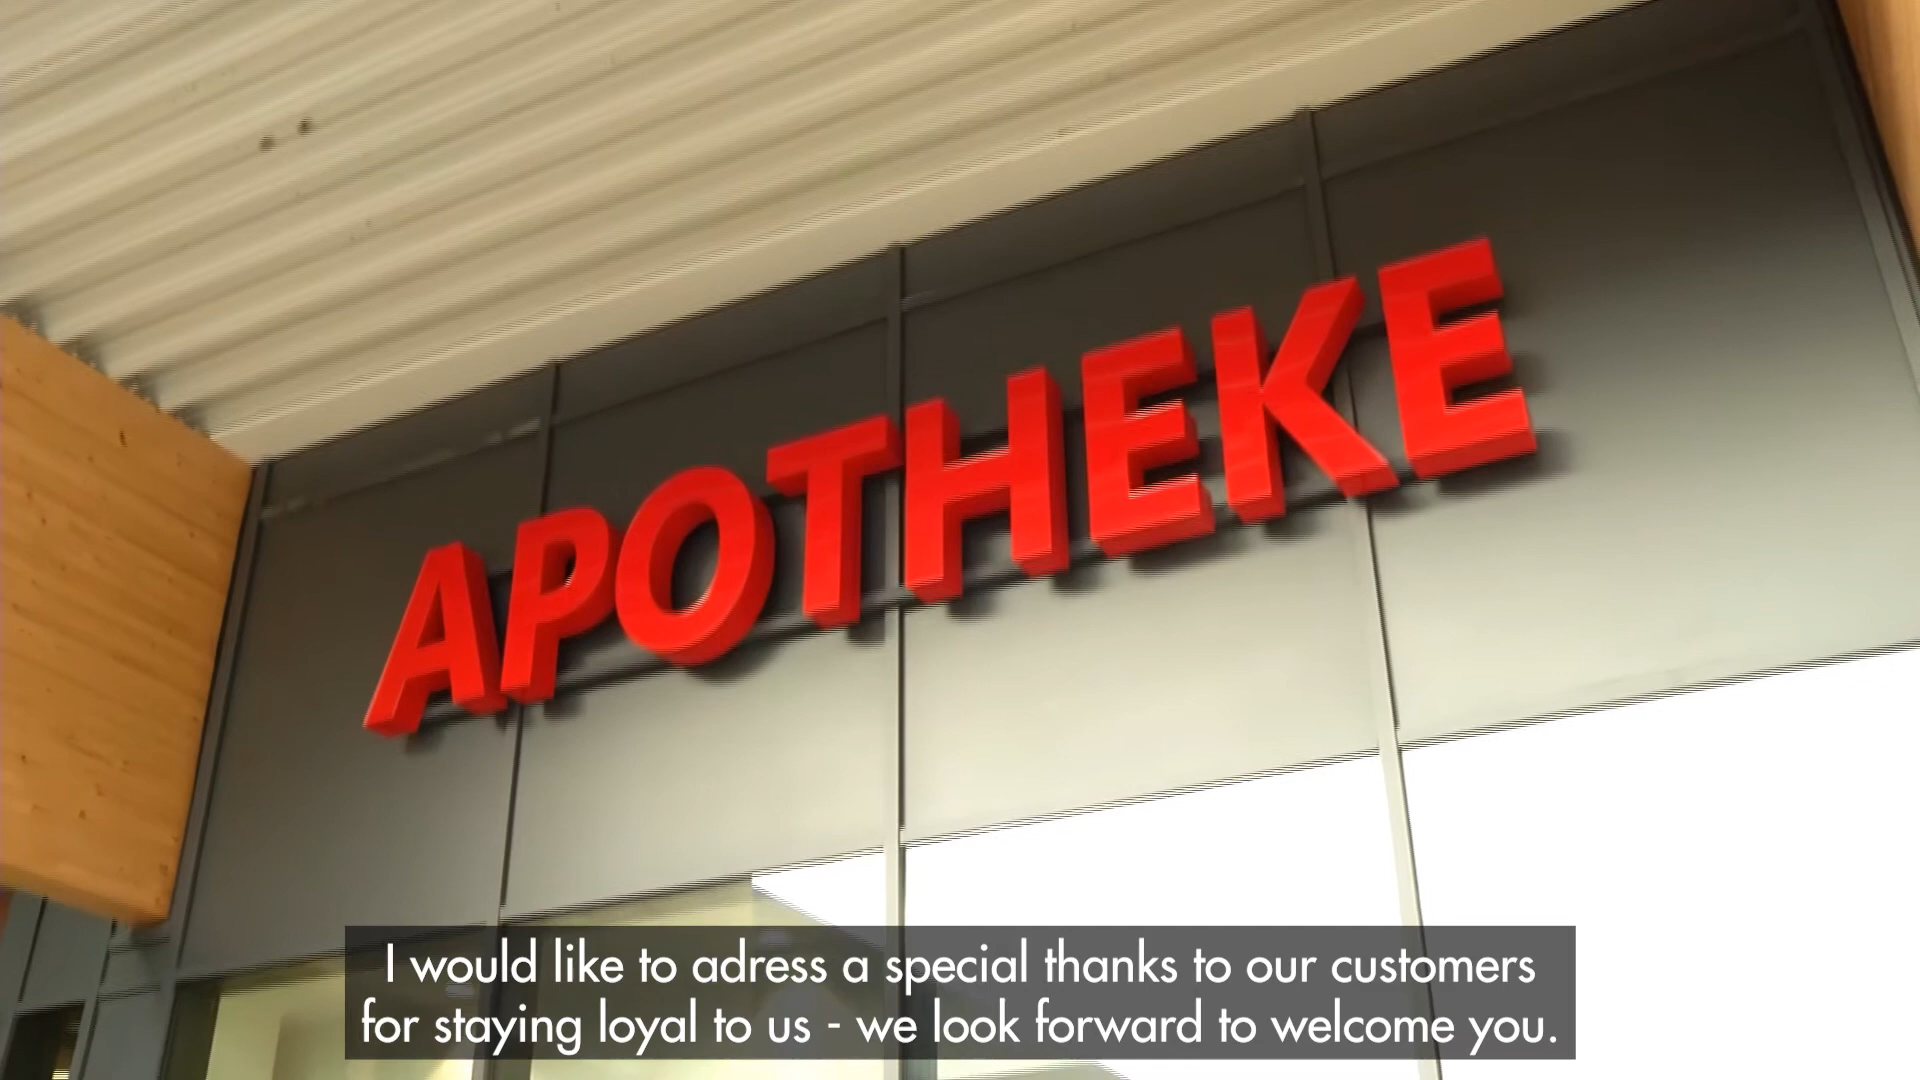 APOTHEKE
I would like to adress a special thanks to our customers
for staying loyal to us - we look forward to welcome you.